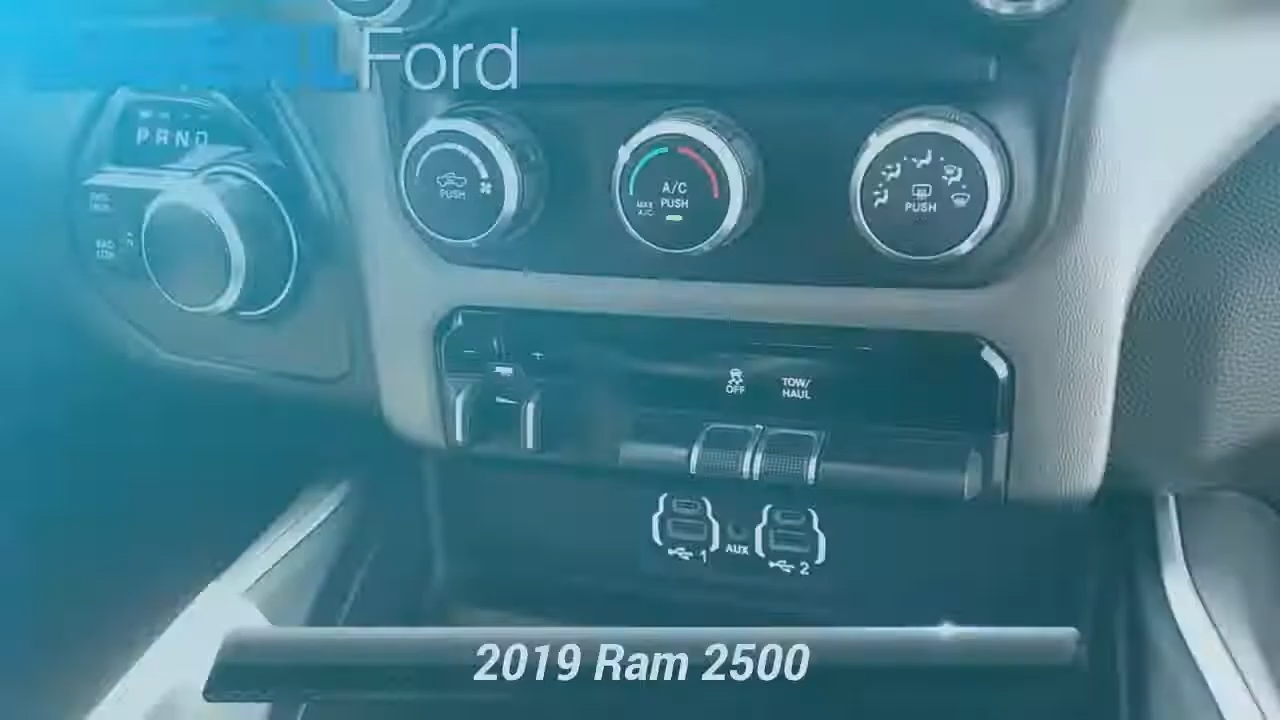 Ford
PRND
PUSH
A/C
PUSH
MAX
A/C
PUSH
OFF
TOW/
HAUL
1
AUX
2
2019 Ram 2500